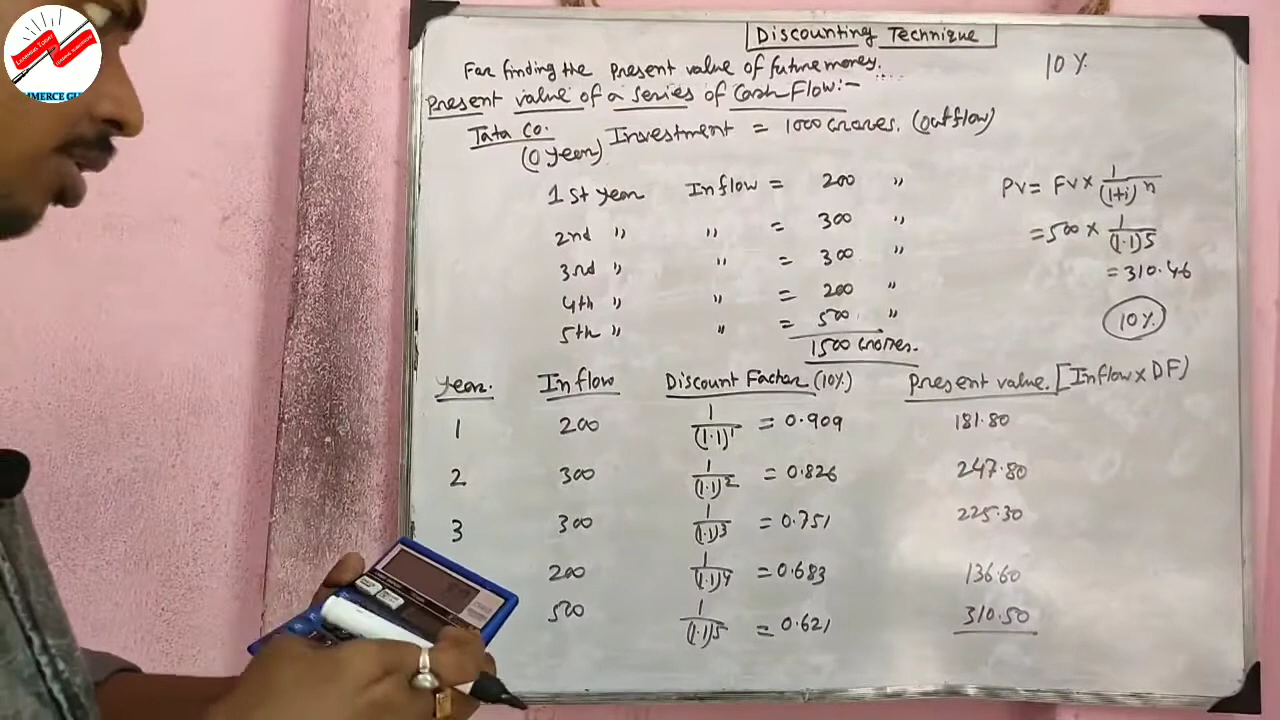 Discounting Technique
For finding the present value of future money.
10%
Present value of a series of Cash Flow:-
Tata Co.
(0 year) Investment = 1000 crores. (Outflow)
1st year Inflow = 200 "
2nd " " = 300 "
3rd " " = 300 "
4th " " = 200 "
5th " " = 500 "
1500 crores.
PV = FV × 1/(1+i)^n
= 500 × 1/(1.1)5
= 310.46
10%
year. Inflow Discount Factor (10%) Present value. [Inflow × DF)
1 200 1/(1.1)^1 = 0.909 181.80
2 300 1/(1.1)^2 = 0.826 247.80
3 300 1/(1.1)^3 = 0.751 225.30
200 1/(1.1)^4 = 0.683 136.60
500 1/(1.1)^5 = 0.621 310.50